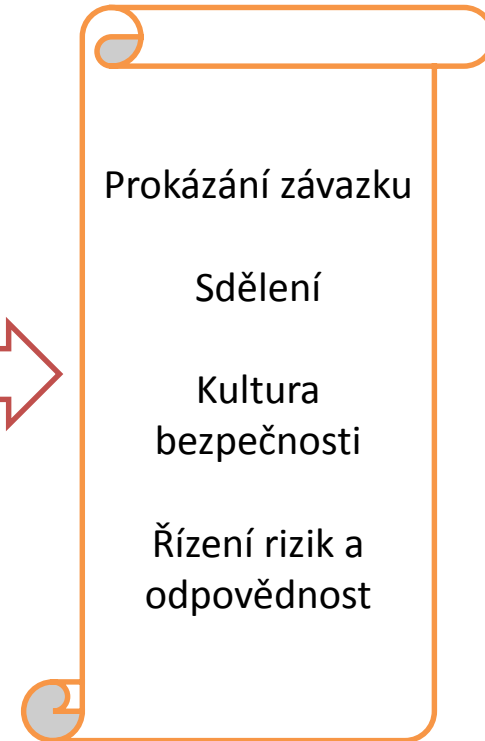 Prokázání závazku
Sdělení
Kultura
bezpečnosti
Řízení rizik a
odpovědnost